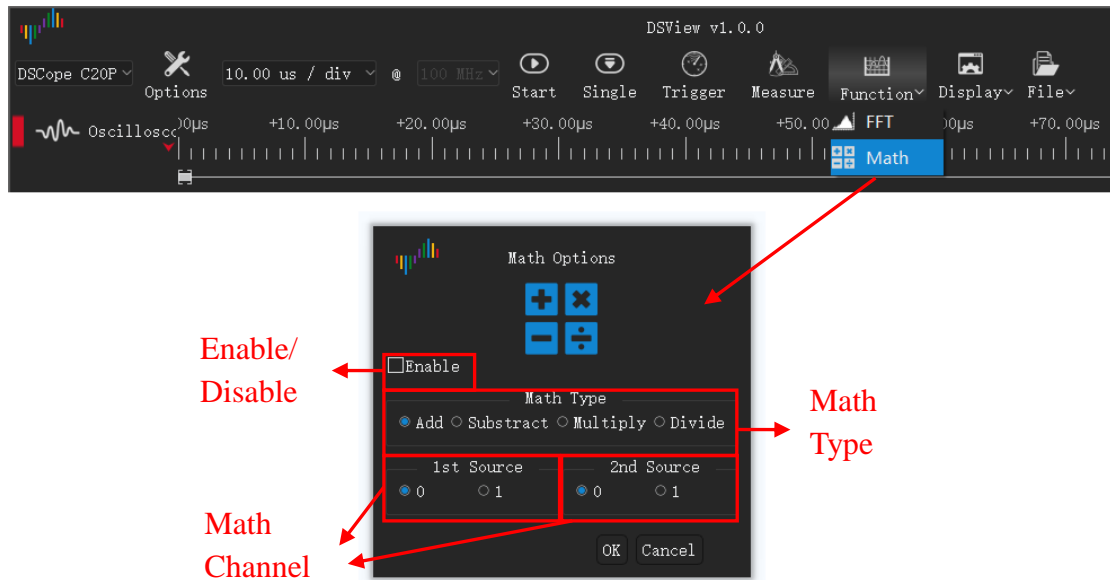 DSView v1.0.0
DSCope C20P
Options
10.00 us / div
@
100 MHz
Start
Single
Trigger
Measure
Function
Display
File
Oscillosc
00µs
+10.00µs
+20.00µs
+30.00µs
+40.00µs
+50.00
00µs
+70.00µs
FFT
Math
Math Options
Enable/
Disable
Enable
Math Type
Add Substract Multiply Divide
Math
Type
1st Source
2nd Source
0 1
0 1
Math
Channel
OK Cancel